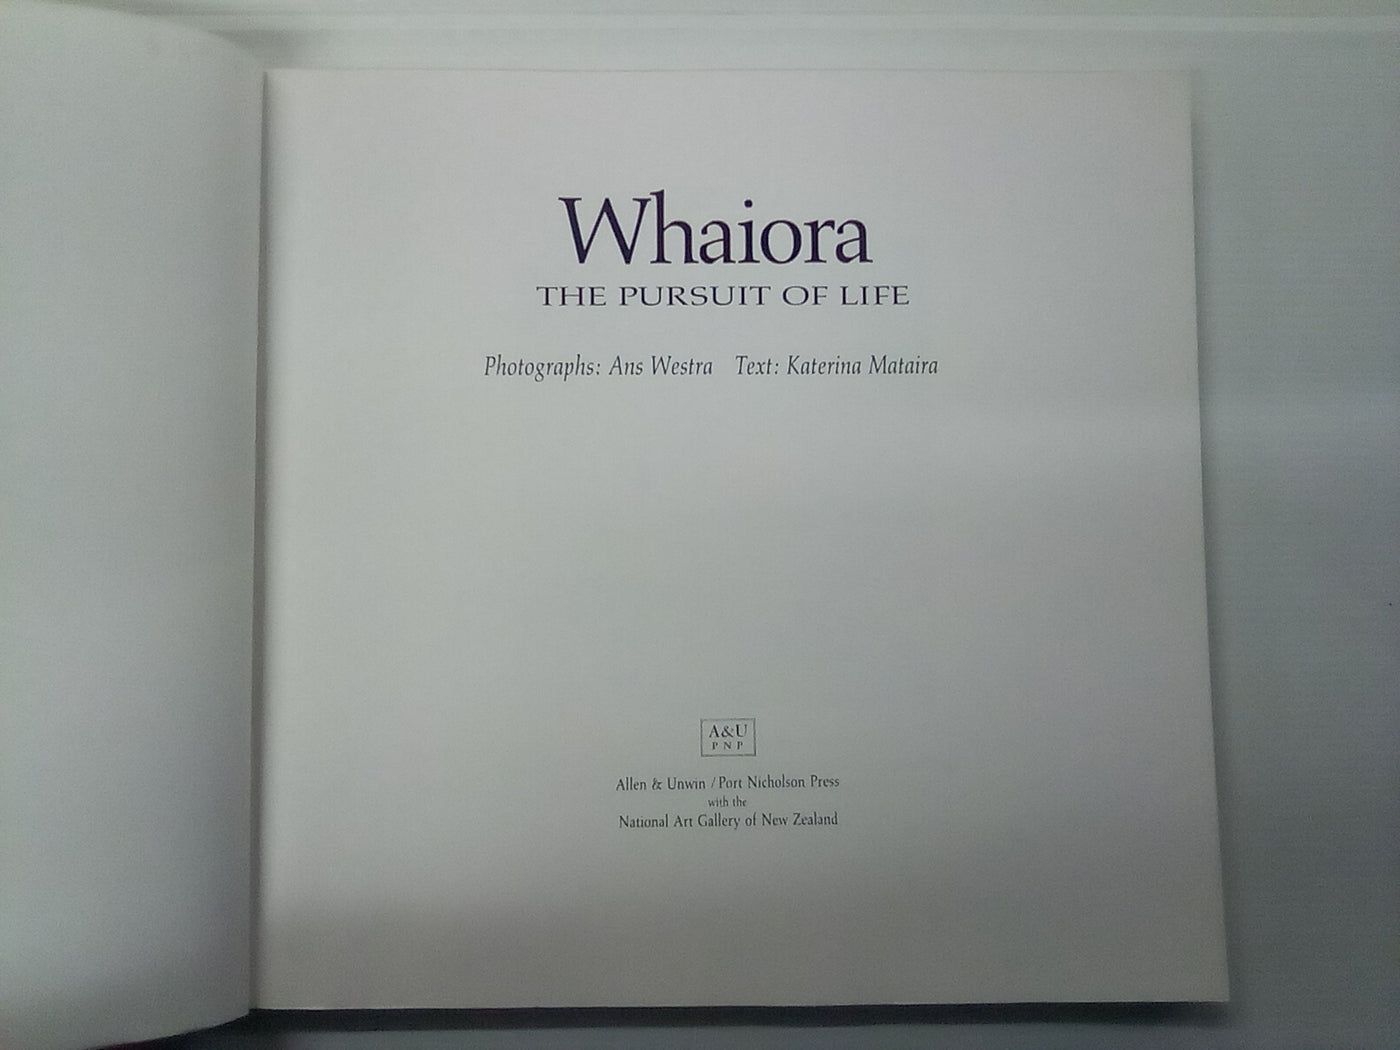 Whaiora
THE PURSUIT OF LIFE
Photographs: Ans Westra Text: Katerina Mataira
A&U
PNP
Allen & Unwin / Port Nicholson Press
with the
National Art Gallery of New Zealand